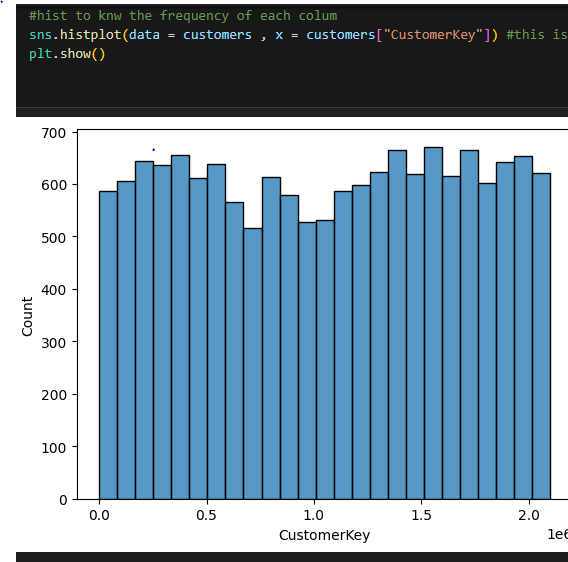 #hist to knw the frequency of each colum
sns.histplot(data = customers , x = customers["CustomerKey"]) #this is
plt.show()
700
600
500
400
300
200
100
0
Count
0.0 0.5 1.0 1.5 2.0
1e6
CustomerKey